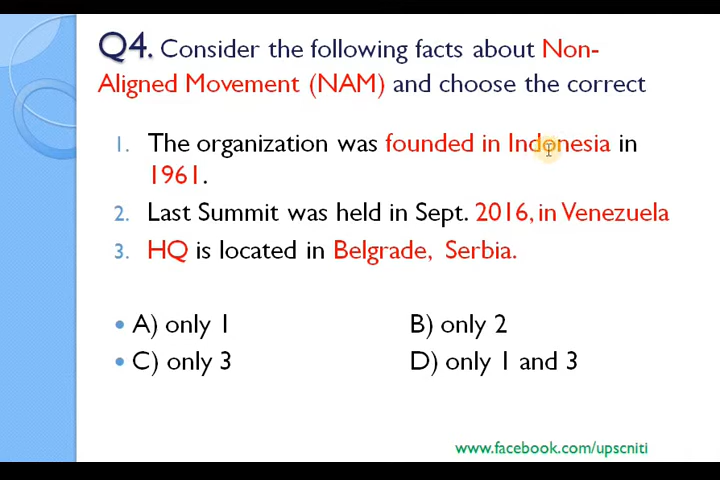 Q4. Consider the following facts about Non-
Aligned Movement (NAM) and choose the correct
1. The organization was founded in Indonesia in
1961.
2. Last Summit was held in Sept. 2016, in Venezuela
3. HQ is located in Belgrade, Serbia.
• A) only 1 B) only 2
• C) only 3 D) only 1 and 3
www.facebook.com/upscniti